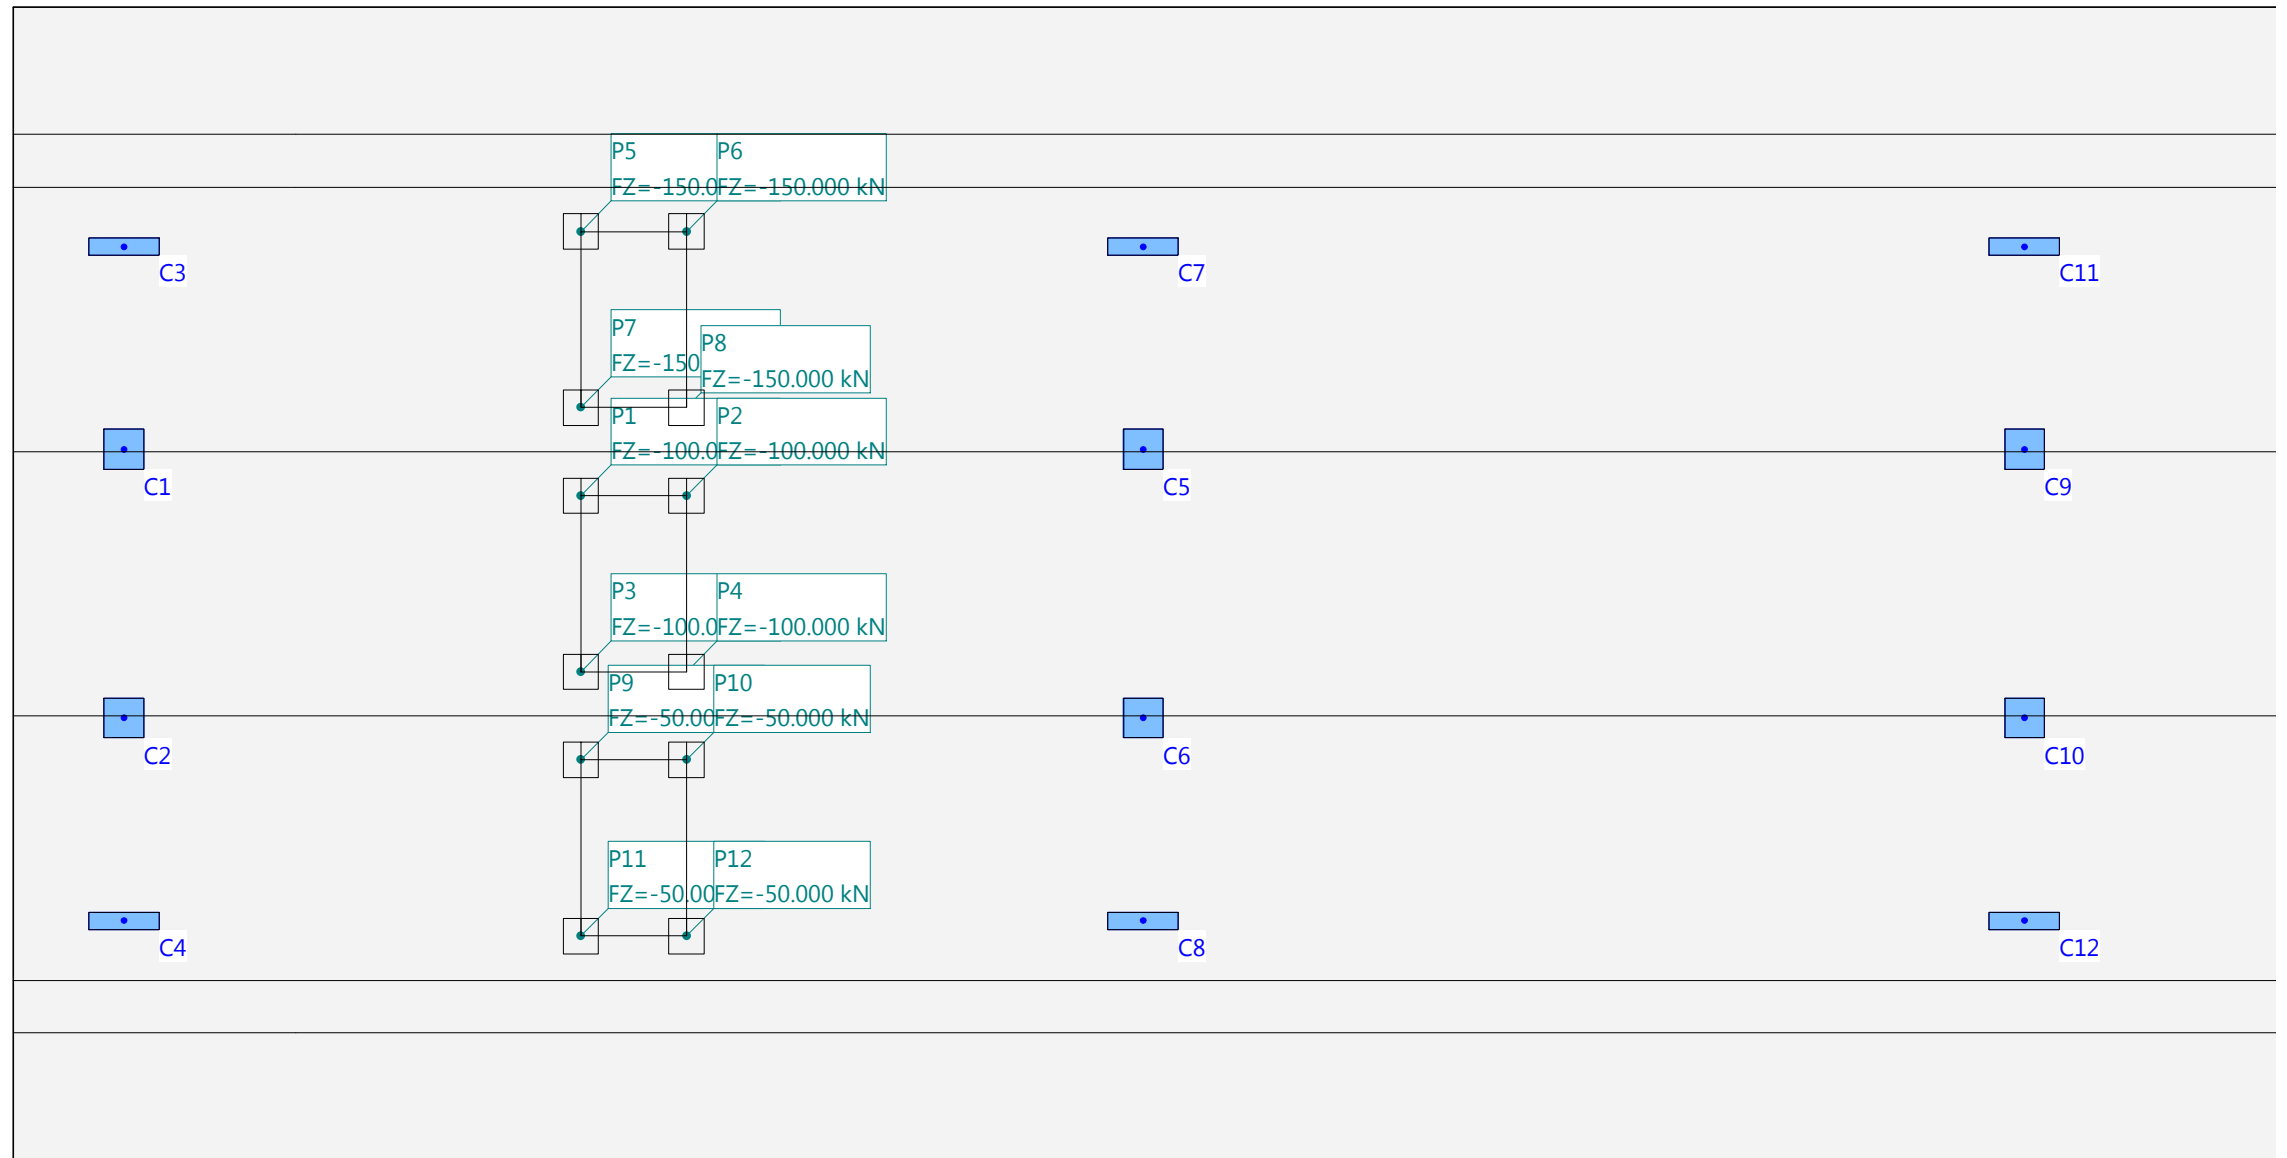 P5
FZ=-150.0
P6
FZ=-150.000 kN
C3
C7
C11
P7
FZ=-150
P8
FZ=-150.000 kN
P1
FZ=-100.0
P2
FZ=-100.000 kN
C1
C5
C9
P3
FZ=-100.0
P4
FZ=-100.000 kN
P9
FZ=-50.00
P10
FZ=-50.000 kN
C2
C6
C10
P11
FZ=-50.00
P12
FZ=-50.000 kN
C4
C8
C12